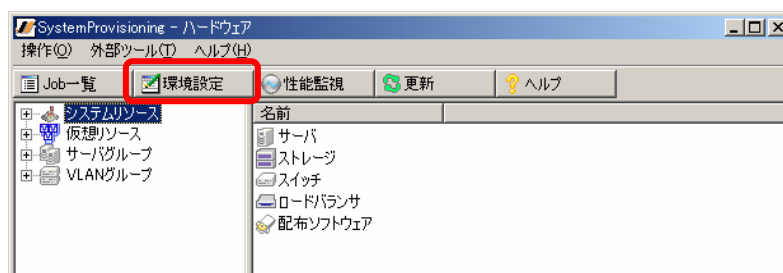 SystemProvisioning - ハードウェア
操作(O) 外部ツール(T) ヘルプ(H)
Job一覧 環境設定 性能監視 更新 ヘルプ
システムリソース
仮想リソース
サーバグループ
VLANグループ
名前
サーバ
ストレージ
スイッチ
ロードバランサ
配布ソフトウェア